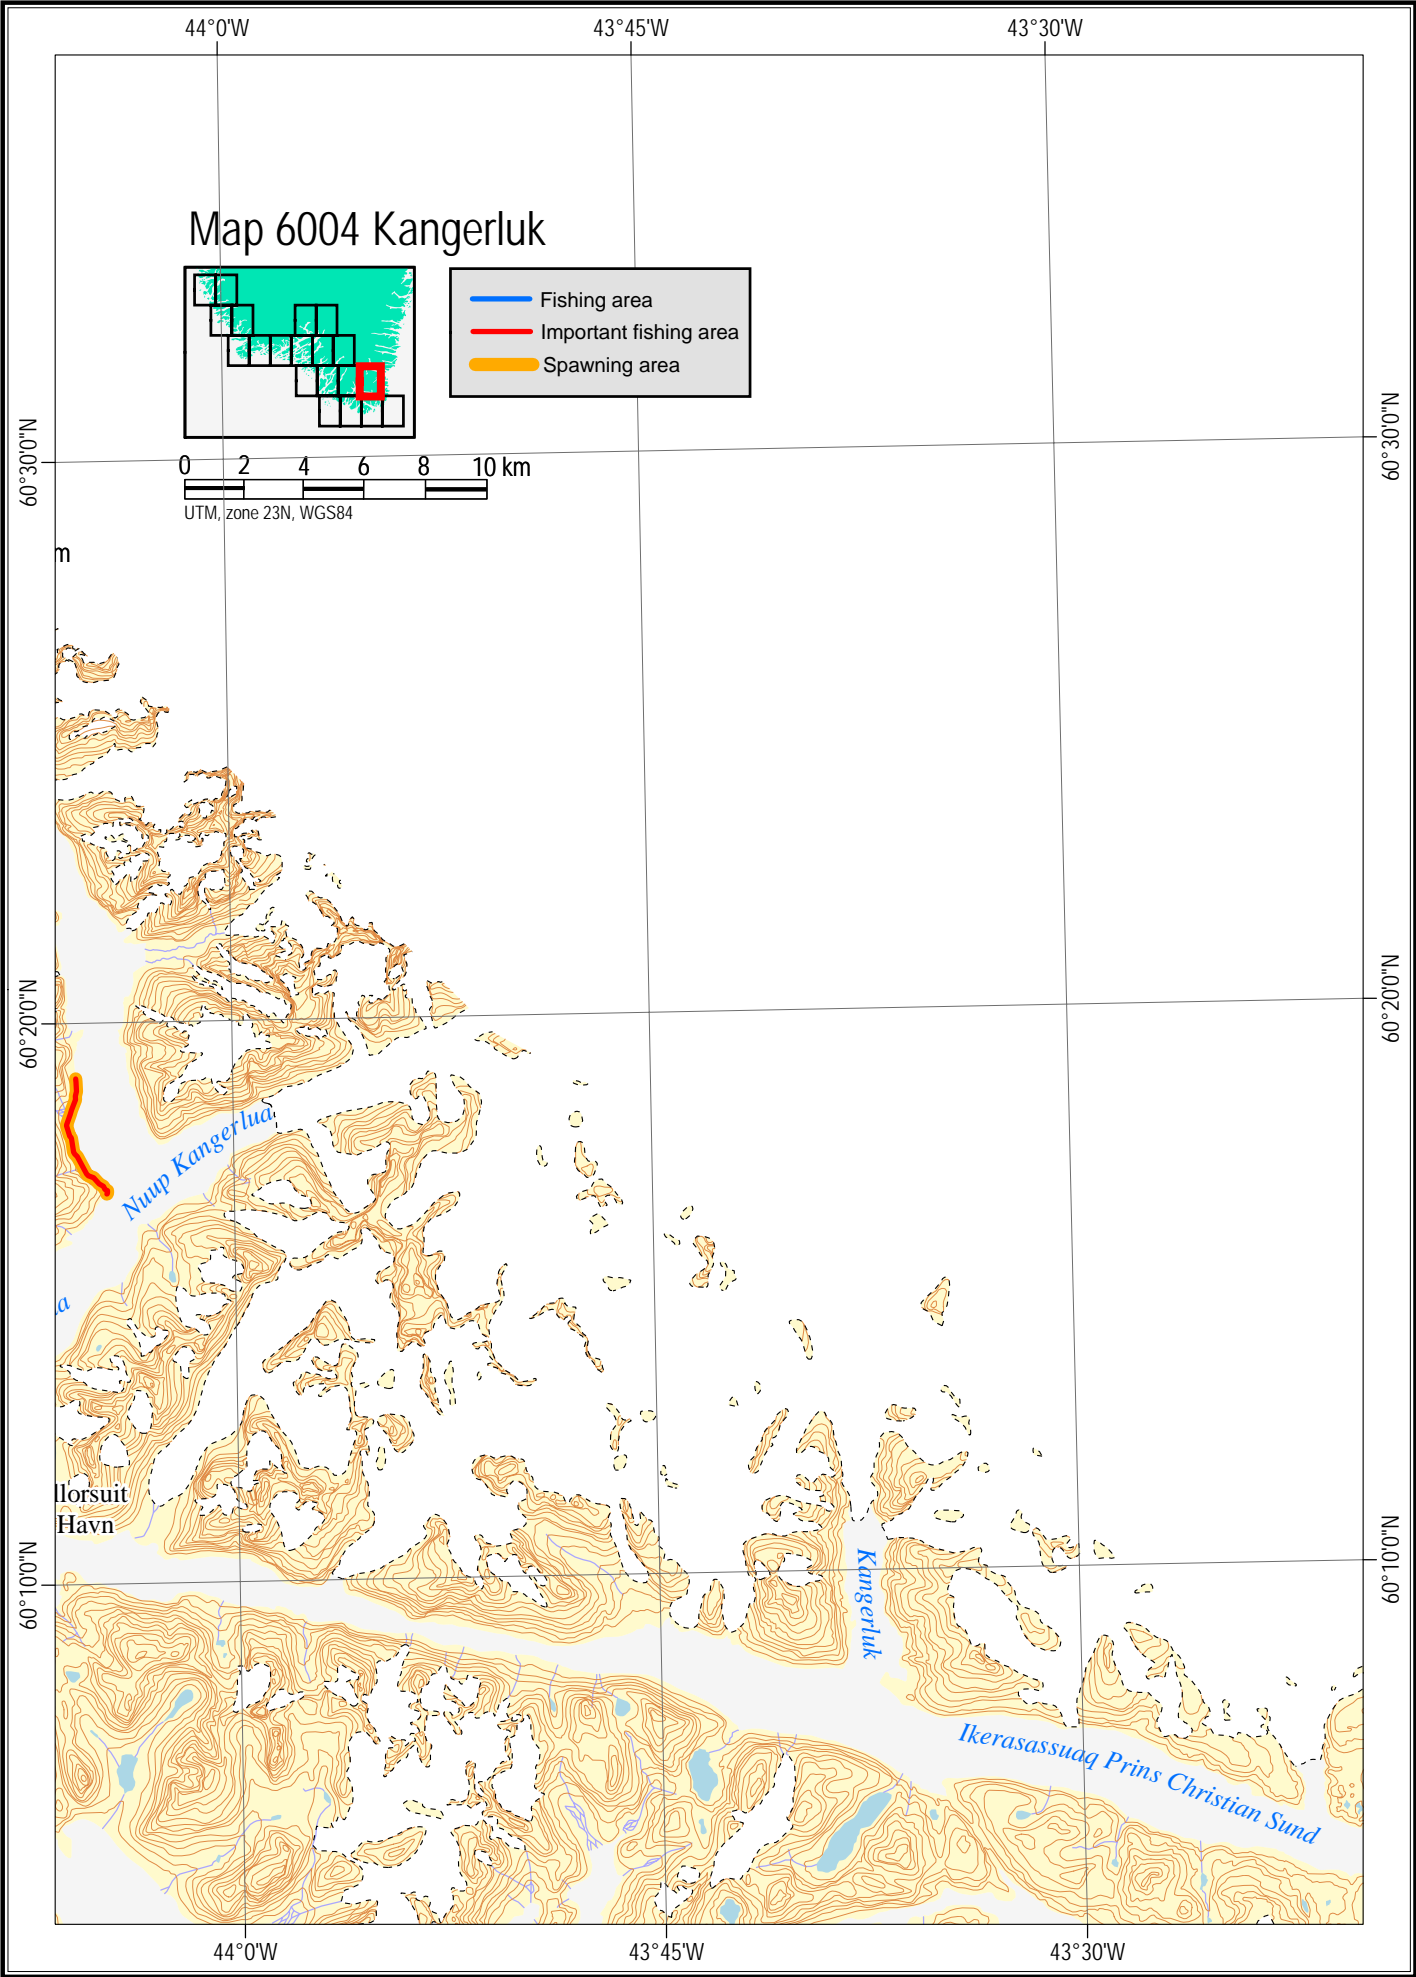 44°0'W
43°45'W
43°30'W
Map 6004 Kangerluk
Fishing area
Important fishing area
Spawning area
60°30'0"N
60°30'0"N
0 2 4 6 8 10 km
UTM, zone 23N, WGS84
m
60°20'0"N
60°20'0"N
Nuup Kangerlua
a
llorsuit
Havn
60°10'0"N
60°10'0"N
Kangerluk
Ikerasassuaq Prins Christian Sund
44°0'W
43°45'W
43°30'W